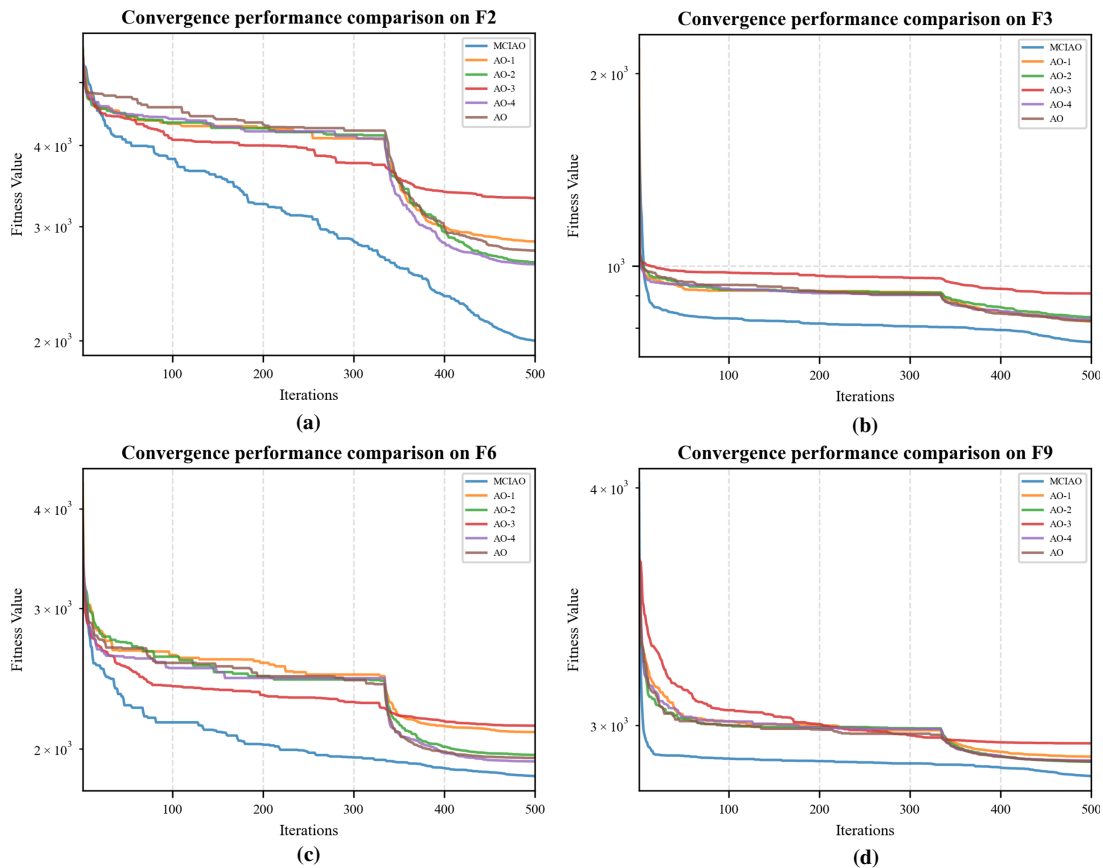 Convergence performance comparison on F2
Fitness Value
4 × 10³
3 × 10³
2 × 10³
MCIAO
AO-1
AO-2
AO-3
AO-4
AO
100 200 300 400 500
Iterations
(a)
Convergence performance comparison on F3
Fitness Value
2 × 10³
10³
MCIAO
AO-1
AO-2
AO-3
AO-4
AO
100 200 300 400 500
Iterations
(b)
Convergence performance comparison on F6
Fitness Value
4 × 10³
3 × 10³
2 × 10³
MCIAO
AO-1
AO-2
AO-3
AO-4
AO
100 200 300 400 500
Iterations
(c)
Convergence performance comparison on F9
Fitness Value
4 × 10³
3 × 10³
MCIAO
AO-1
AO-2
AO-3
AO-4
AO
100 200 300 400 500
Iterations
(d)